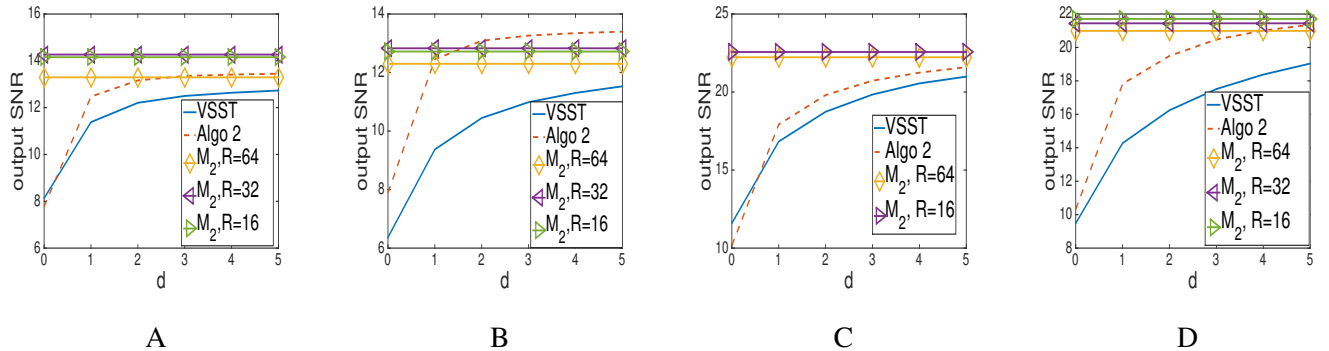 output SNR
16
14
12
10
8
6
0 1 2 3 4 5
d
VSST
Algo 2
M2,R=64
M2,R=32
M2,R=16
A
output SNR
14
12
10
8
6
0 1 2 3 4 5
d
VSST
Algo 2
M2,R=64
M2,R=32
M2,R=16
B
output SNR
25
20
15
10
0 1 2 3 4 5
d
VSST
Algo 2
M2, R=64
M2, R=16
C
output SNR
22
20
18
16
14
12
10
8
0 1 2 3 4 5
d
VSST
Algo 2
M2, R=64
M2, R=32
M2, R=16
D